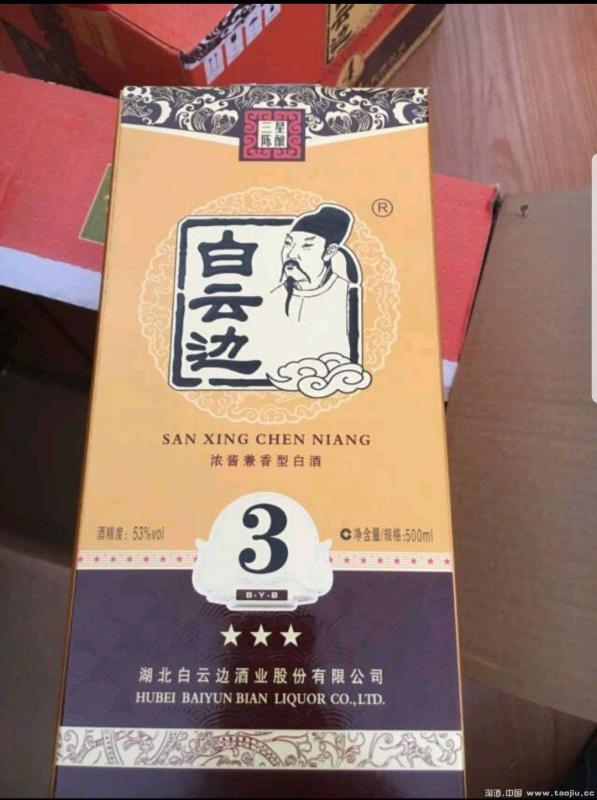 三星
陈酿
®
白云边
SAN XING CHEN NIANG
浓酱兼香型白酒
酒精度：53%vol
净含量/规格:500ml
3
B·Y·B
★★★
湖北白云边酒业股份有限公司
HUBEI BAIYUN BIAN LIQUOR CO.,LTD.
淘酒.中国 www.taojiu.cc